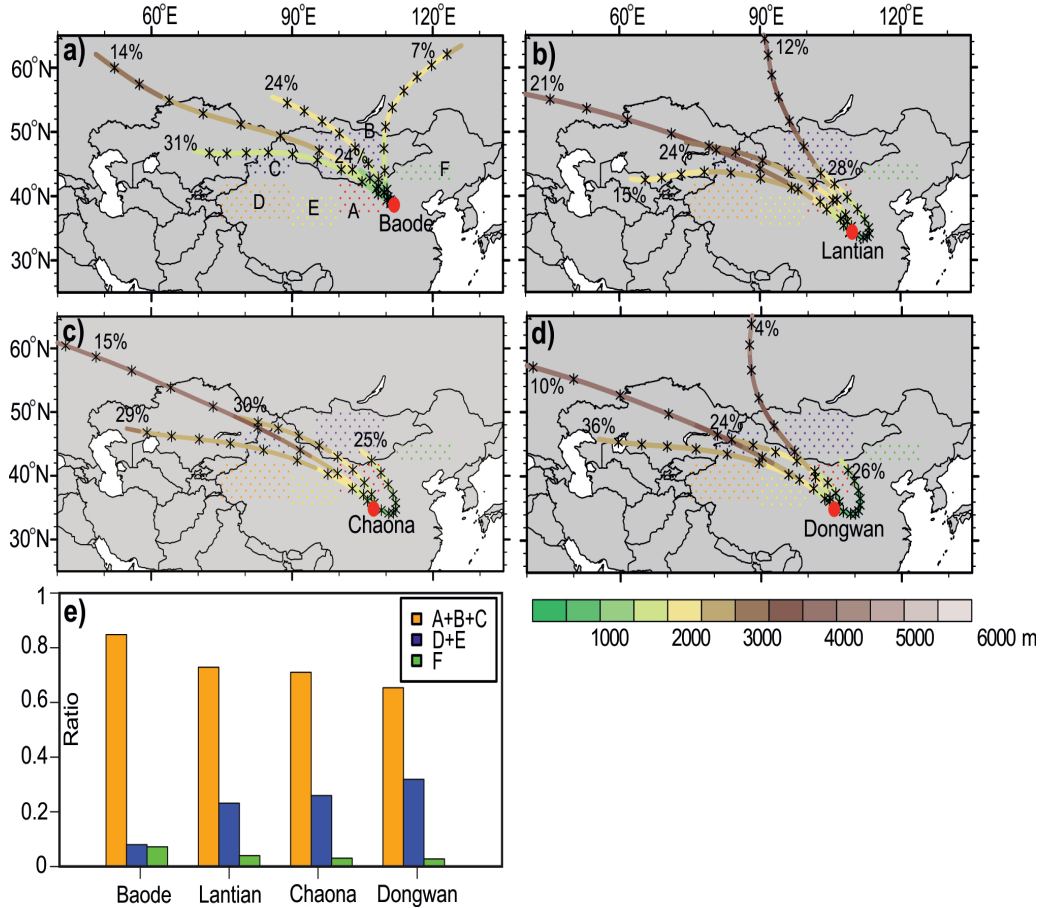 60°E 90°E 120°E 60°E 90°E 120°E
a) 14% 7%
60°N
24%
50°N
B
31% 24%
C F
40°N
D E A
Baode
30°N
b) 12%
21%
24% 28%
15%
Lantian
c)
15%
60°N
30%
29%
50°N
25%
40°N
Chaona
30°N
d) 4%
10%
36% 24%
26%
Dongwan
e)
1
0.8
0.6
0.4
0.2
0
Ratio
A+B+C
D+E
F
Baode Lantian Chaona Dongwan
1000 2000 3000 4000 5000 6000 m